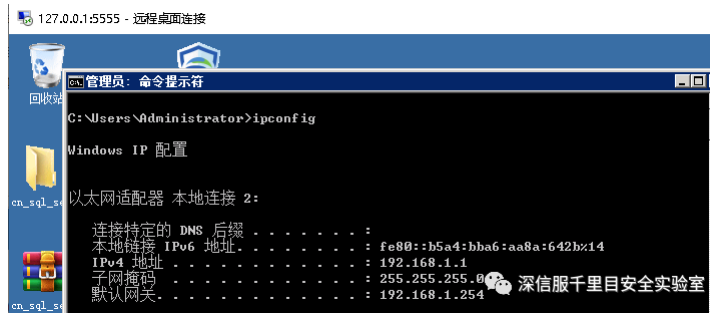 127.0.0.1:5555 - 远程桌面连接
回收站
管理员: 命令提示符
C:\Users\Administrator>ipconfig
Windows IP 配置
以太网适配器 本地连接 2:
连接特定的 DNS 后缀 . . . . . . . :
本地链接 IPv6 地址. . . . . . . . : fe80::b5a4:bba6:aa8a:642b%14
IPv4 地址 . . . . . . . . . . . . : 192.168.1.1
子网掩码 . . . . . . . . . . . . : 255.255.255.0
默认网关. . . . . . . . . . . . . : 192.168.1.254
cn_sql_se
cn_sql_se
深信服千里目安全实验室